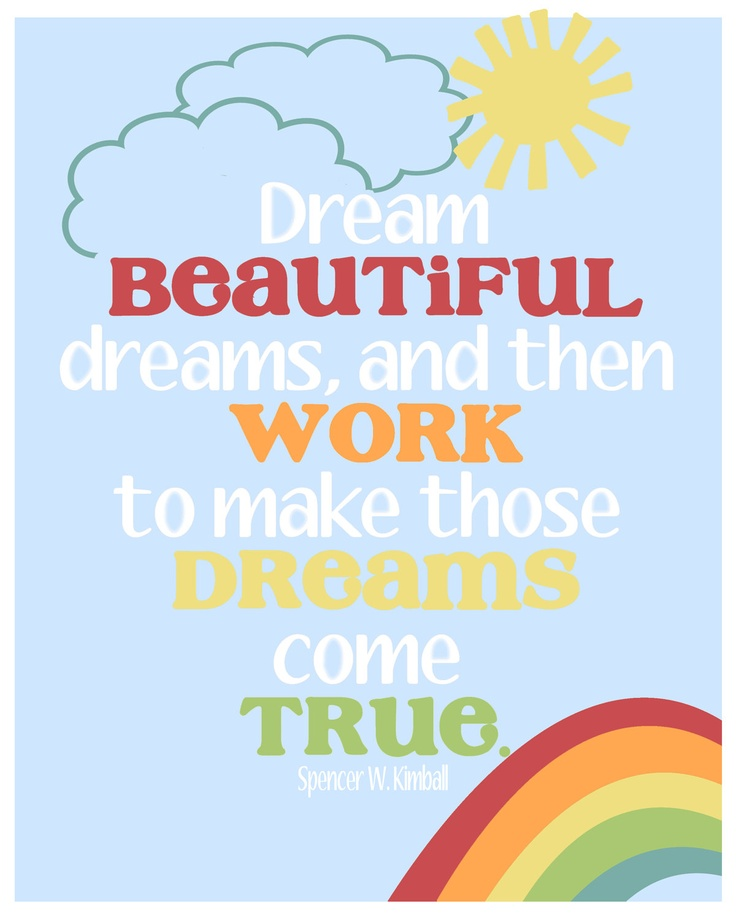 Dream
BeauTiFUL
dreams, and then
WORK
to make those
DReams
come
TRue.
Spencer W. Kimball